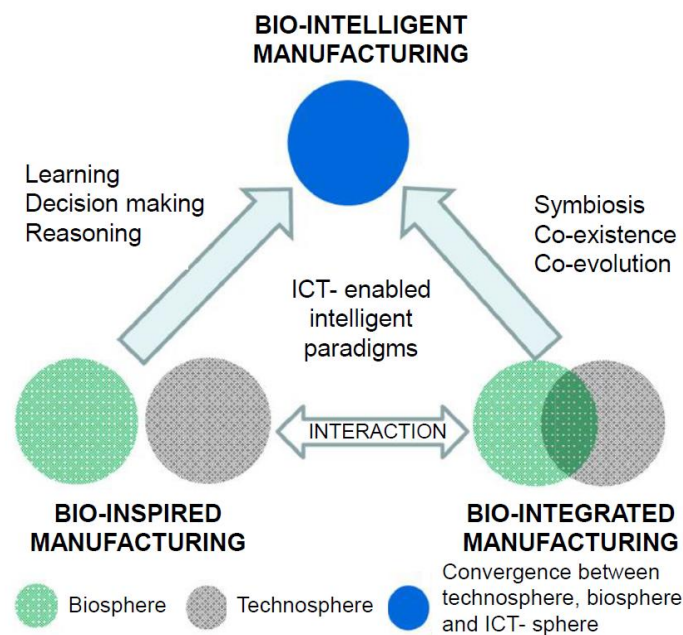 BIO-INTELLIGENT
MANUFACTURING
Learning
Decision making
Reasoning
Symbiosis
Co-existence
Co-evolution
ICT- enabled
intelligent
paradigms
INTERACTION
BIO-INSPIRED
MANUFACTURING
BIO-INTEGRATED
MANUFACTURING
Biosphere
Technosphere
Convergence between
technosphere, biosphere
and ICT- sphere